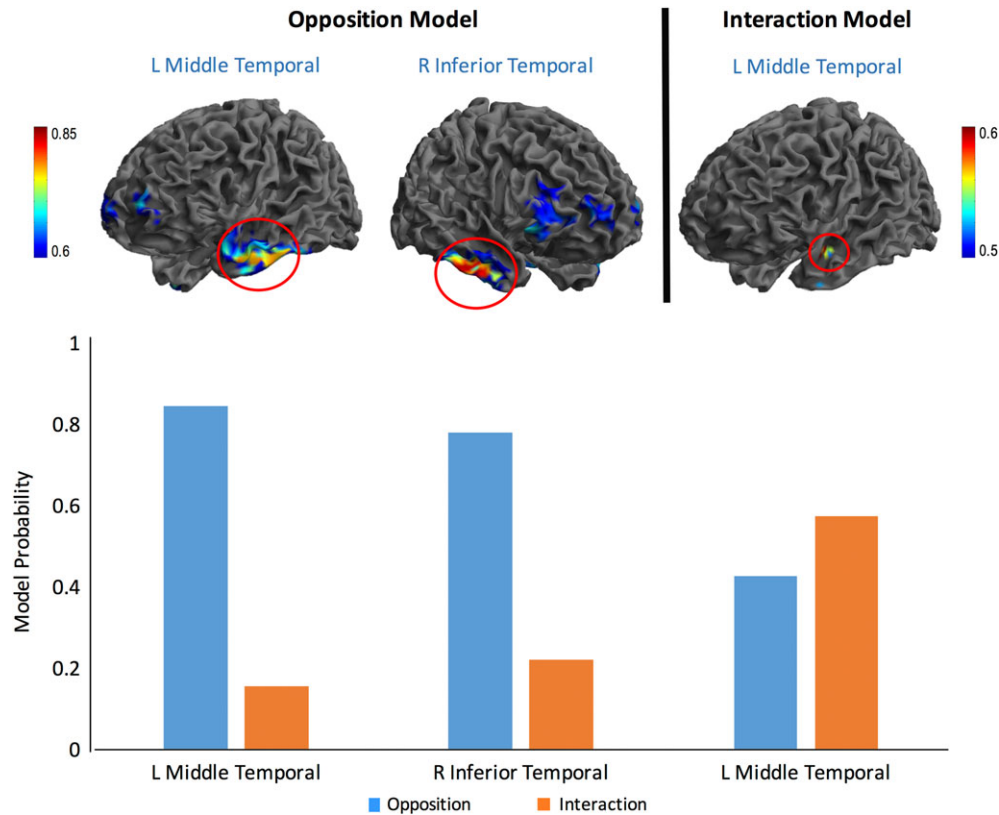 Opposition Model
Interaction Model
L Middle Temporal
R Inferior Temporal
L Middle Temporal
0.85
0.6
0.6
0.5
1
0.8
0.6
0.4
0.2
0
Model Probability
L Middle Temporal
R Inferior Temporal
L Middle Temporal
Opposition
Interaction